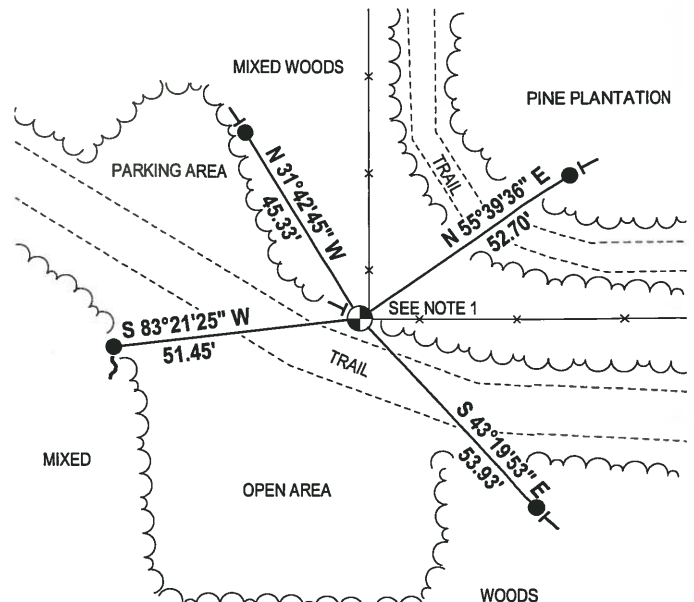 MIXED WOODS
PINE PLANTATION
PARKING AREA
TRAIL
N 31°42'45" W
45.33'
N 55°39'36" E
52.70'
SEE NOTE 1
S 83°21'25" W
51.45'
TRAIL
S 43°19'53" E
53.93'
MIXED
OPEN AREA
WOODS